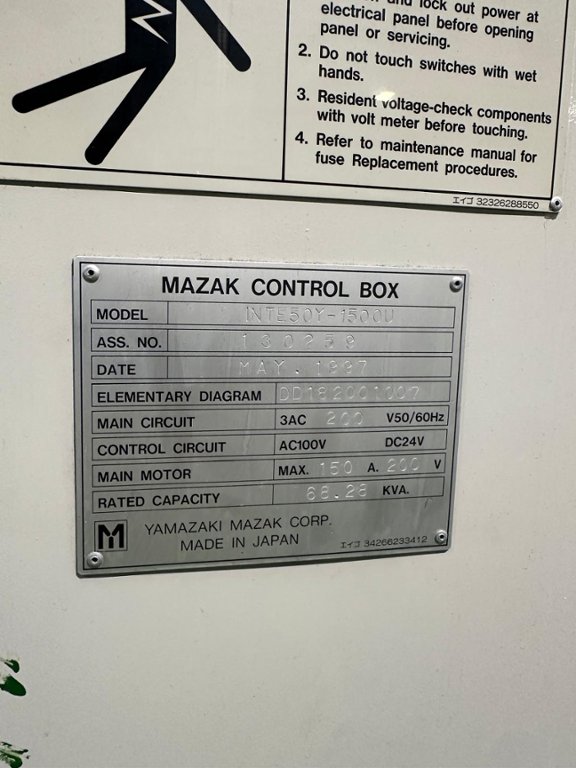 lock out power at
electrical panel before opening
panel or servicing.
2. Do not touch switches with wet
hands.
3. Resident voltage-check components
with volt meter before touching.
4. Refer to maintenance manual for
fuse Replacement procedures.
エイゴ 32326288550
MAZAK CONTROL BOX
MODEL INTE50Y-1500U
ASS. NO. 130259
DATE MAY. 1997
ELEMENTARY DIAGRAM
MAIN CIRCUIT 3AC 200 V50/60Hz
CONTROL CIRCUIT AC100V DC24V
MAIN MOTOR MAX. 150 A. 200 V
RATED CAPACITY 68.28 KVA.
M YAMAZAKI MAZAK CORP.
MADE IN JAPAN
エイゴ 34266233412